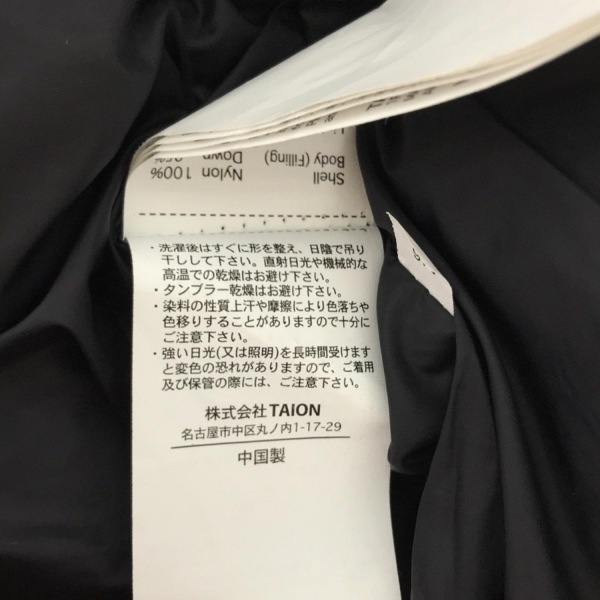 Shell
Nylon 100%
Body (Filling)
Down
・洗濯後はすぐに形を整え、日陰で吊り
干しして下さい。直射日光や機械的な
高温での乾燥はお避け下さい。
・タンブラー乾燥はお避け下さい。
・染料の性質上汗や摩擦により色落ちや
色移りすることがありますので十分に
ご注意下さい。
・強い日光(又は照明)を長時間受けます
と変色の恐れがありますので、ご着用
及び保管の際には、ご注意下さい。
株式会社TAION
名古屋市中区丸ノ内1-17-29
中国製